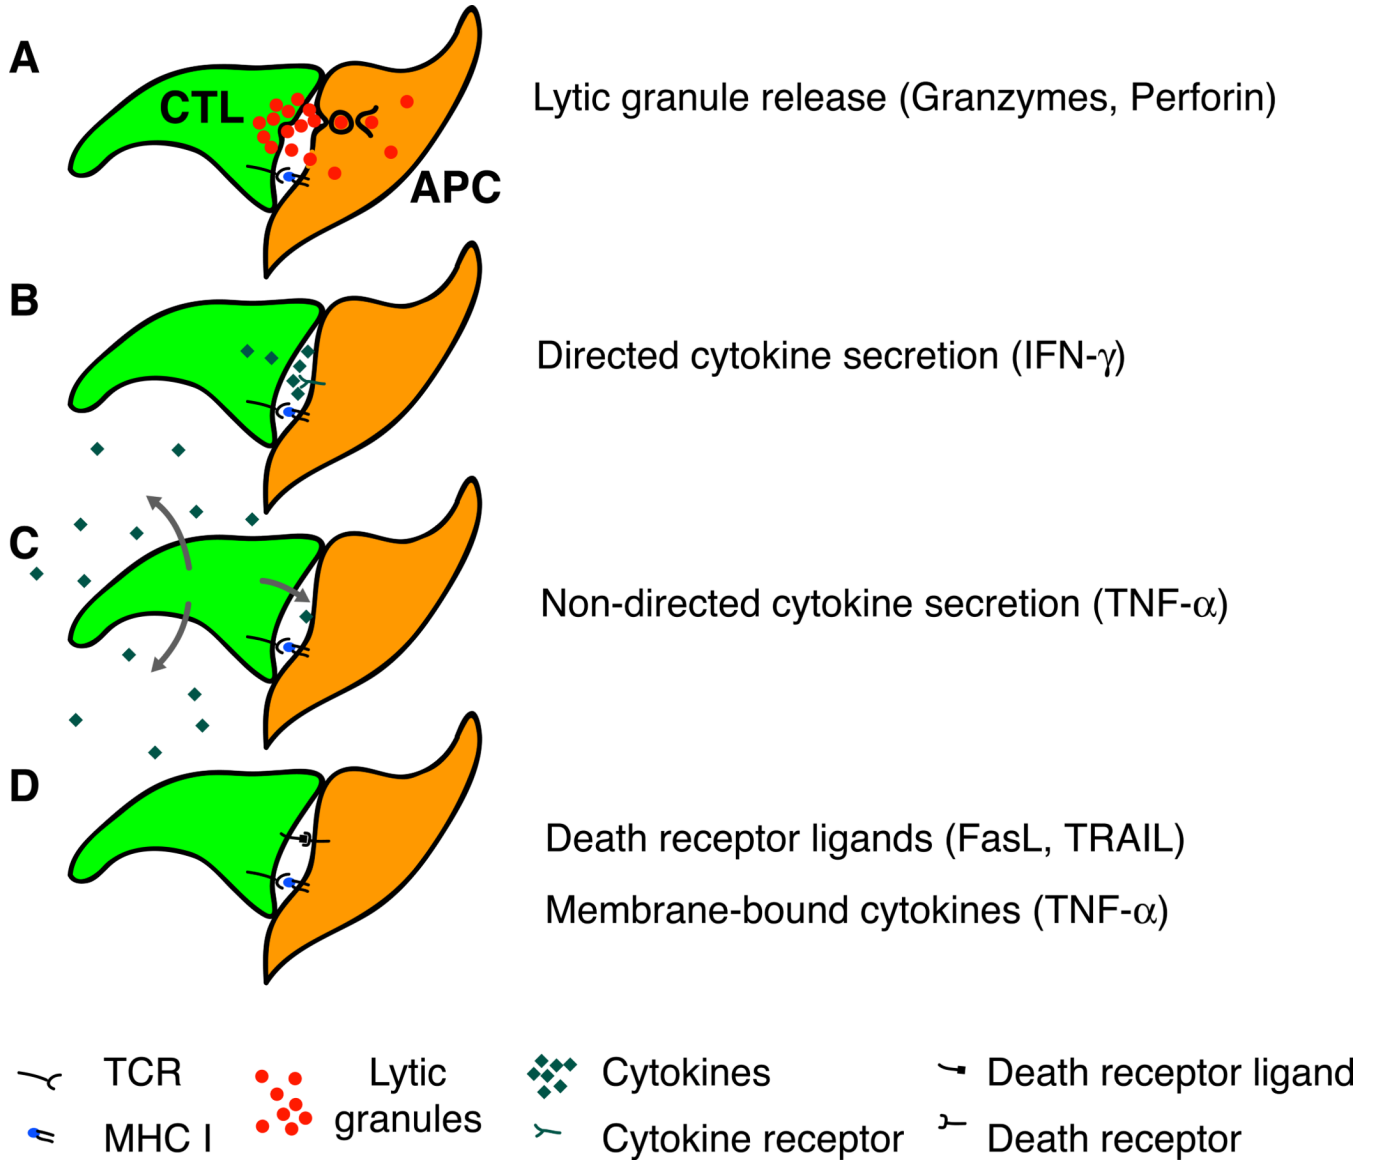 A
CTL
APC
Lytic granule release (Granzymes, Perforin)
B
Directed cytokine secretion (IFN-γ)
C
Non-directed cytokine secretion (TNF-α)
D
Death receptor ligands (FasL, TRAIL)
Membrane-bound cytokines (TNF-α)
TCR
MHC I
Lytic
granules
Cytokines
Cytokine receptor
Death receptor ligand
Death receptor